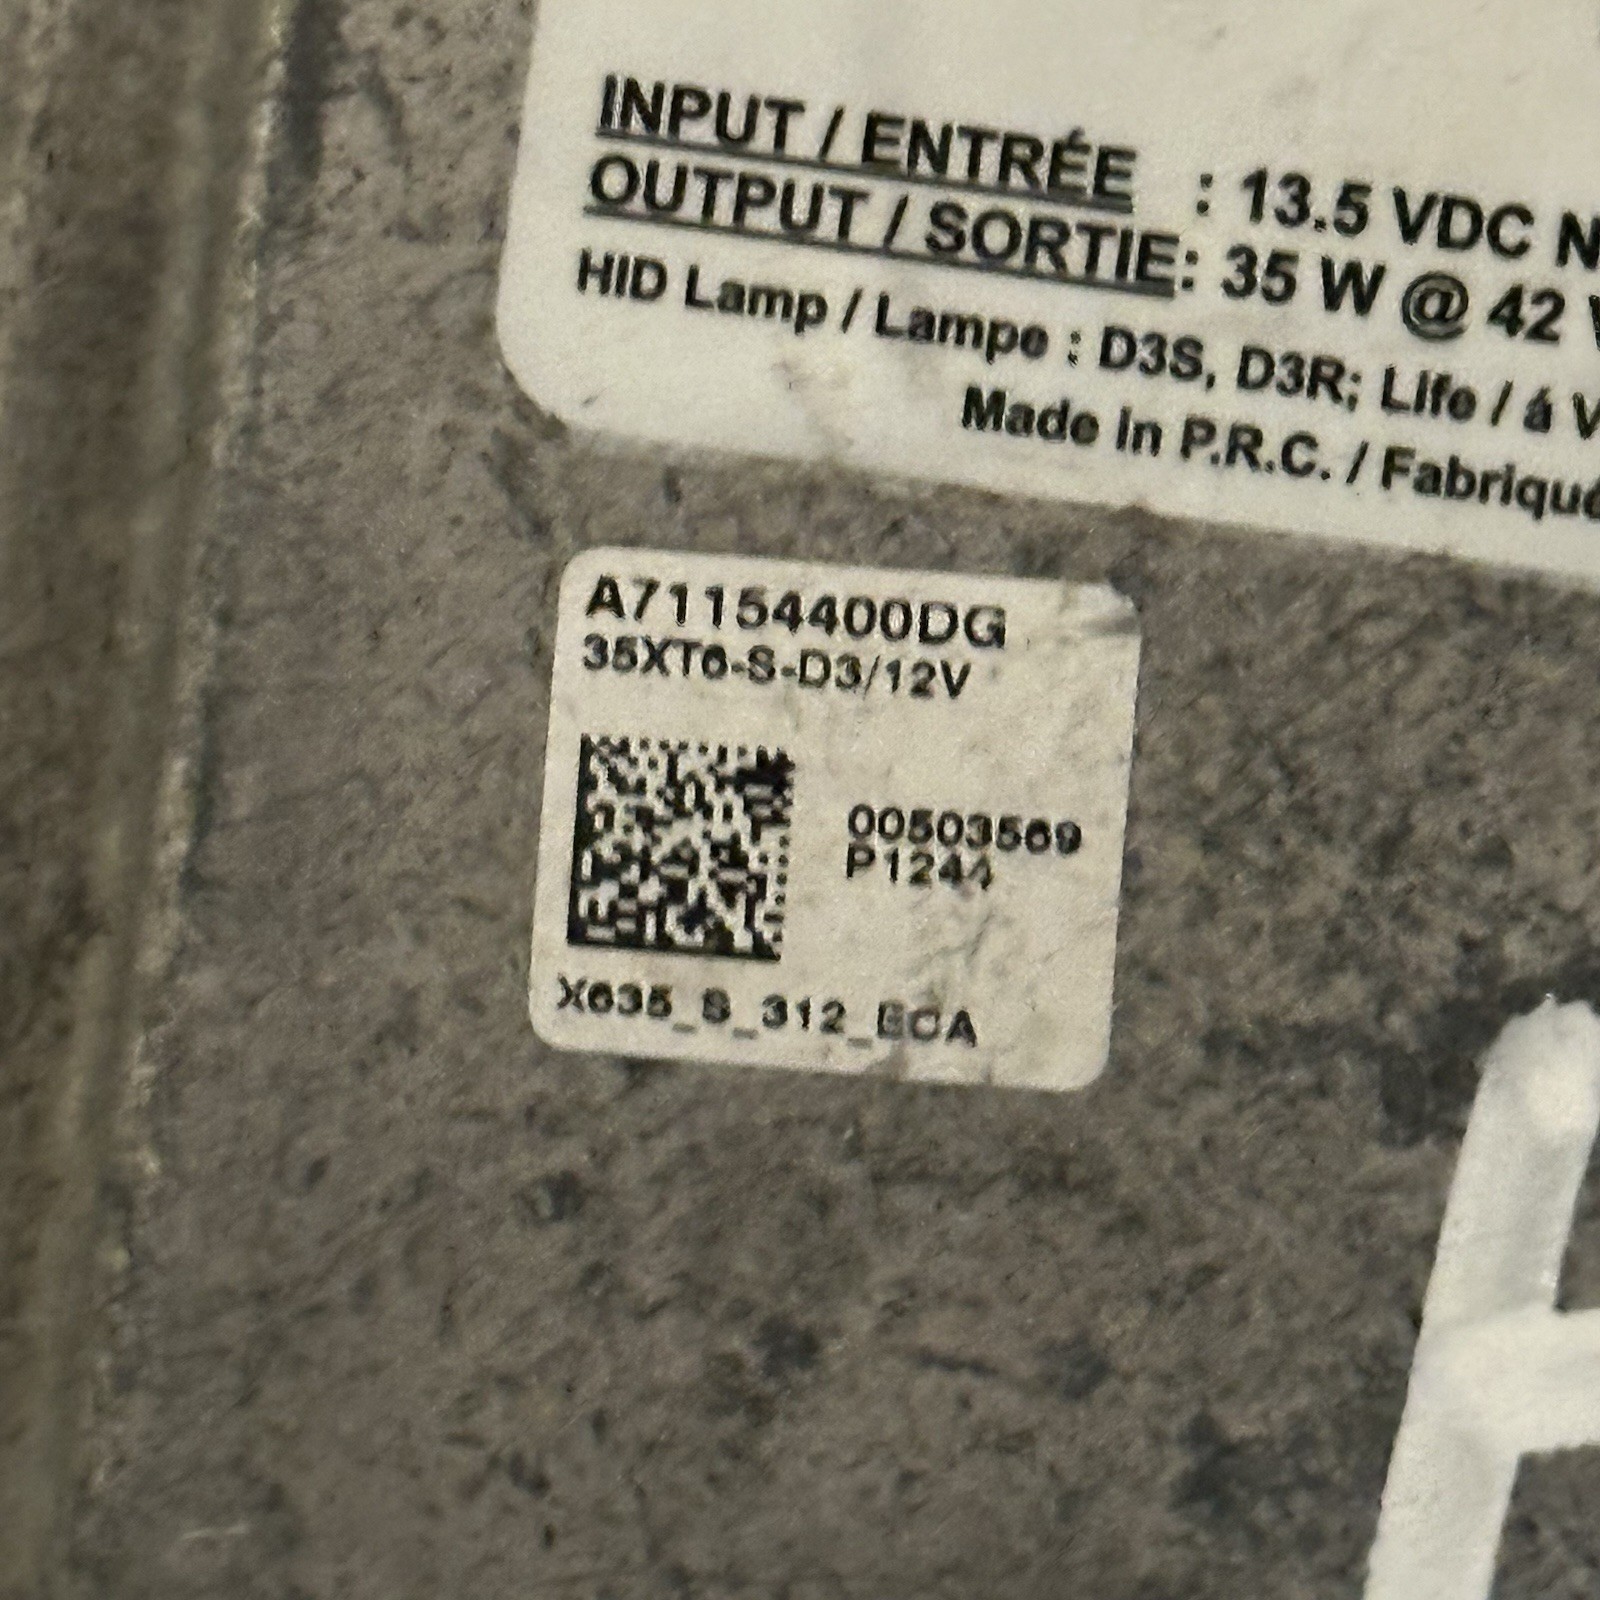 INPUT / ENTRÉE : 13.5 VDC N
OUTPUT / SORTIE: 35 W @ 42 V
HID Lamp / Lampe : D3S, D3R; Life / á V
Made in P.R.C. / Fabriqué
A71154400DG
35XT6-S-D3/12V
00503569
P1244
X635_S_312_ECA
H